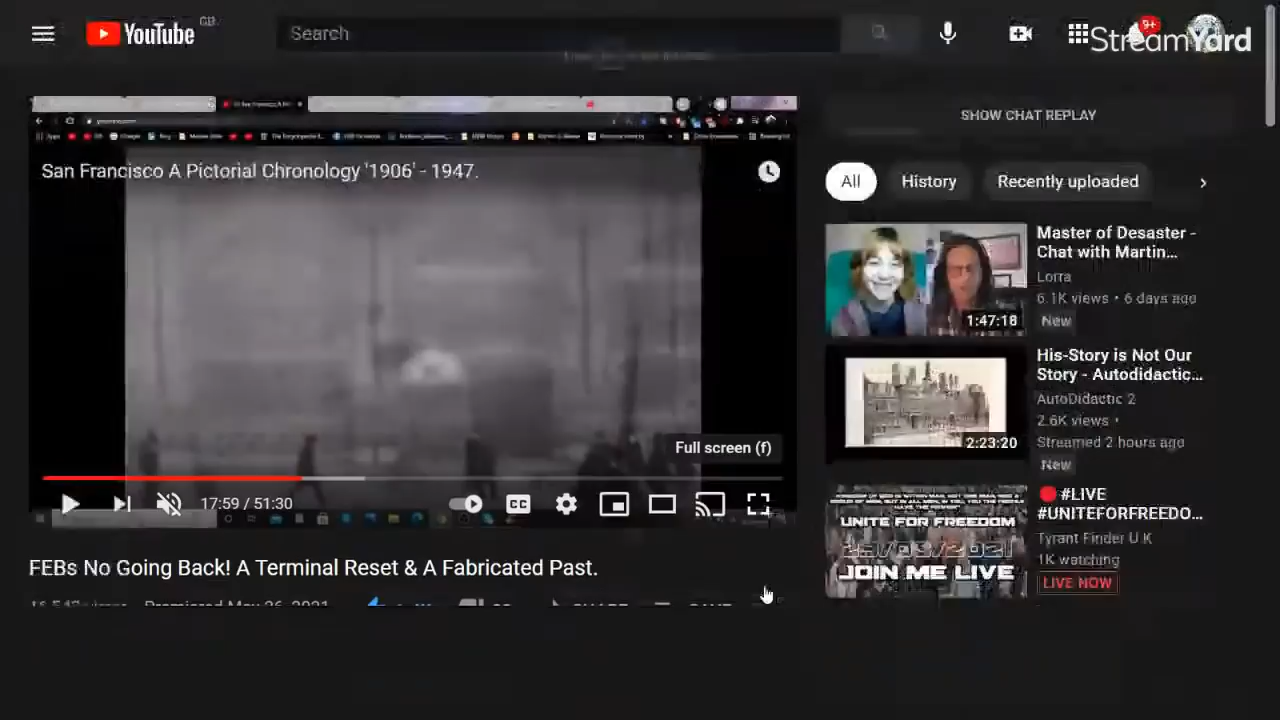 YouTube
GB
Search
9+
StreamYard
San Francisco A Pictorial Chronology '1906' - 1947.
Full screen (f)
17:59 / 51:30
CC
FEBs No Going Back! A Terminal Reset & A Fabricated Past.
SHOW CHAT REPLAY
All
History
Recently uploaded
Master of Desaster -
Chat with Martin...
Lorra
6.1K views • 6 days ago
New
1:47:18
His-Story is Not Our
Story - Autodidactic...
AutoDidactic 2
2.6K views •
Streamed 2 hours ago
New
2:23:20
#LIVE
#UNITEFORFREEDO...
Tyrant Finder U K
1K watching
LIVE NOW
UNITE FOR FREEDOM
JOIN ME LIVE